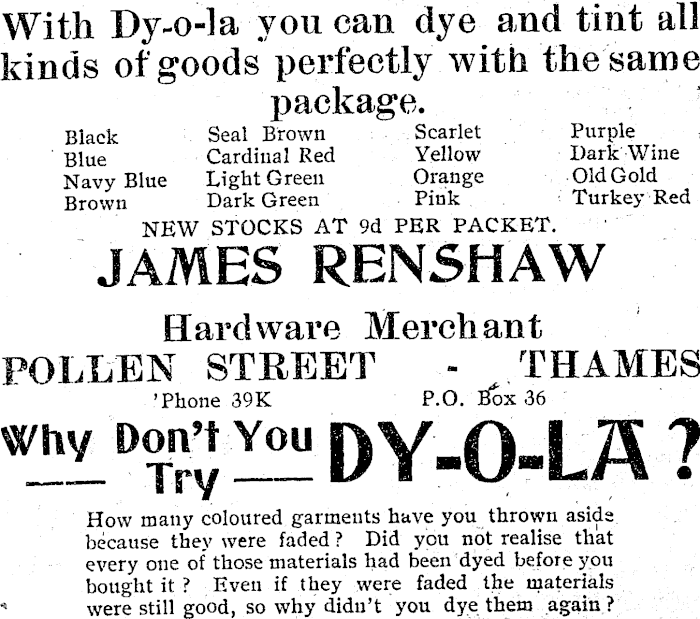 With Dy-o-la you can dye and tint all
kinds of goods perfectly with the same
package.
Black Seal Brown Scarlet Purple
Blue Cardinal Red Yellow Dark Wine
Navy Blue Light Green Orange Old Gold
Brown Dark Green Pink Turkey Red
NEW STOCKS AT 9d PER PACKET.
JAMES RENSHAW
Hardware Merchant
POLLEN STREET - THAMES
'Phone 39K P.O. Box 36
Why Don't You
Try DY-O-LA?
How many coloured garments have you thrown aside
because they were faded? Did you not realise that
every one of those materials had been dyed before you
bought it? Even if they were faded the materials
were still good, so why didn't you dye them again?